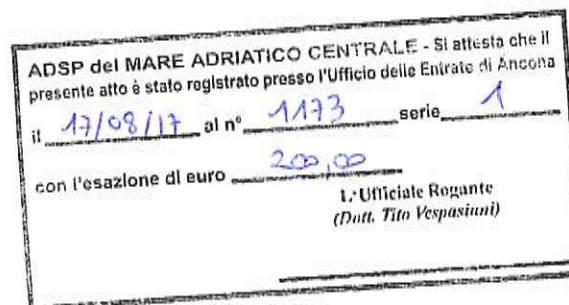 ADSP del MARE ADRIATICO CENTRALE - Si attesta che il
presente atto è stato registrato presso l'Ufficio delle Entrate di Ancona
il 17/08/17 al n° 1173 serie 1
con l'esazione di euro 200,00
L'Ufficiale Rogante
(Dott. Tito Vespasiani)